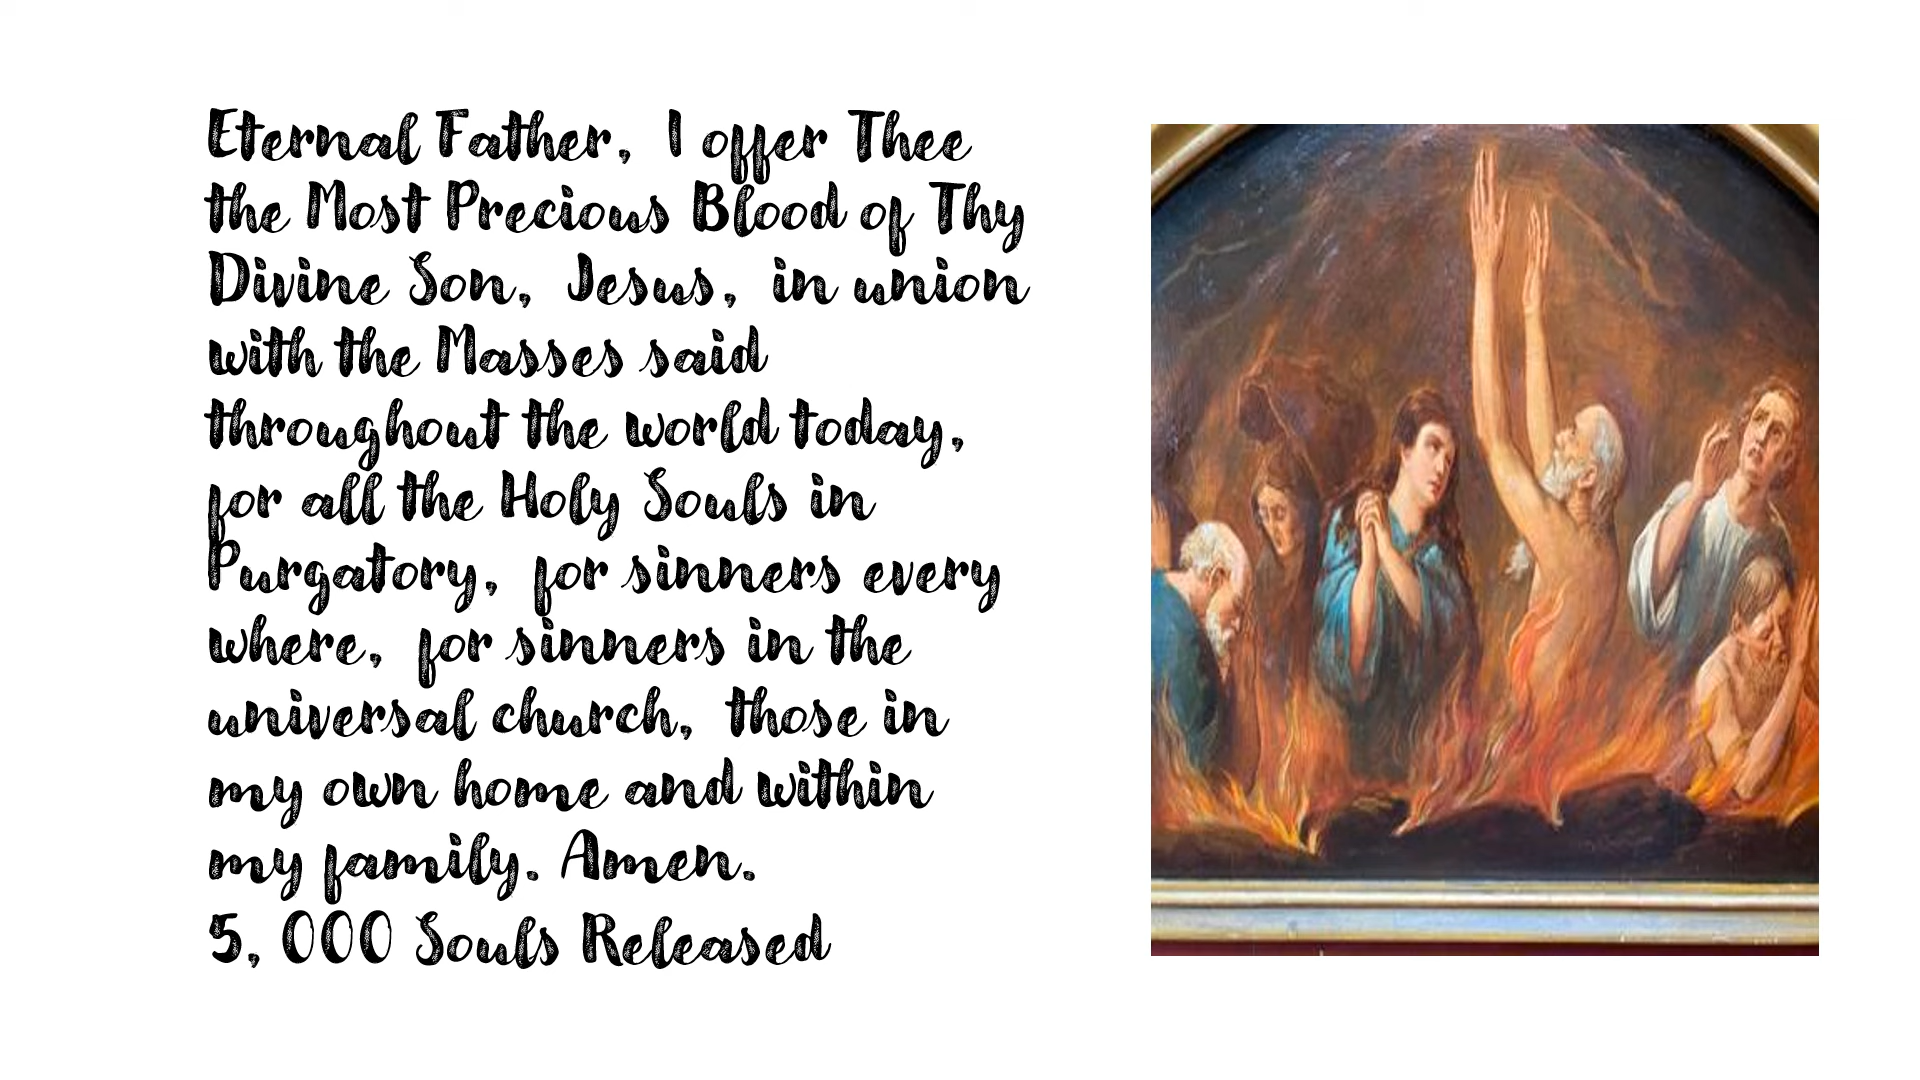 Eternal Father, I offer Thee
the Most Precious Blood of Thy
Divine Son, Jesus, in union
with the Masses said
throughout the world today,
for all the Holy Souls in
Purgatory, for sinners every
where, for sinners in the
universal church, those in
my own home and within
my family. Amen.
5, 000 Souls Released